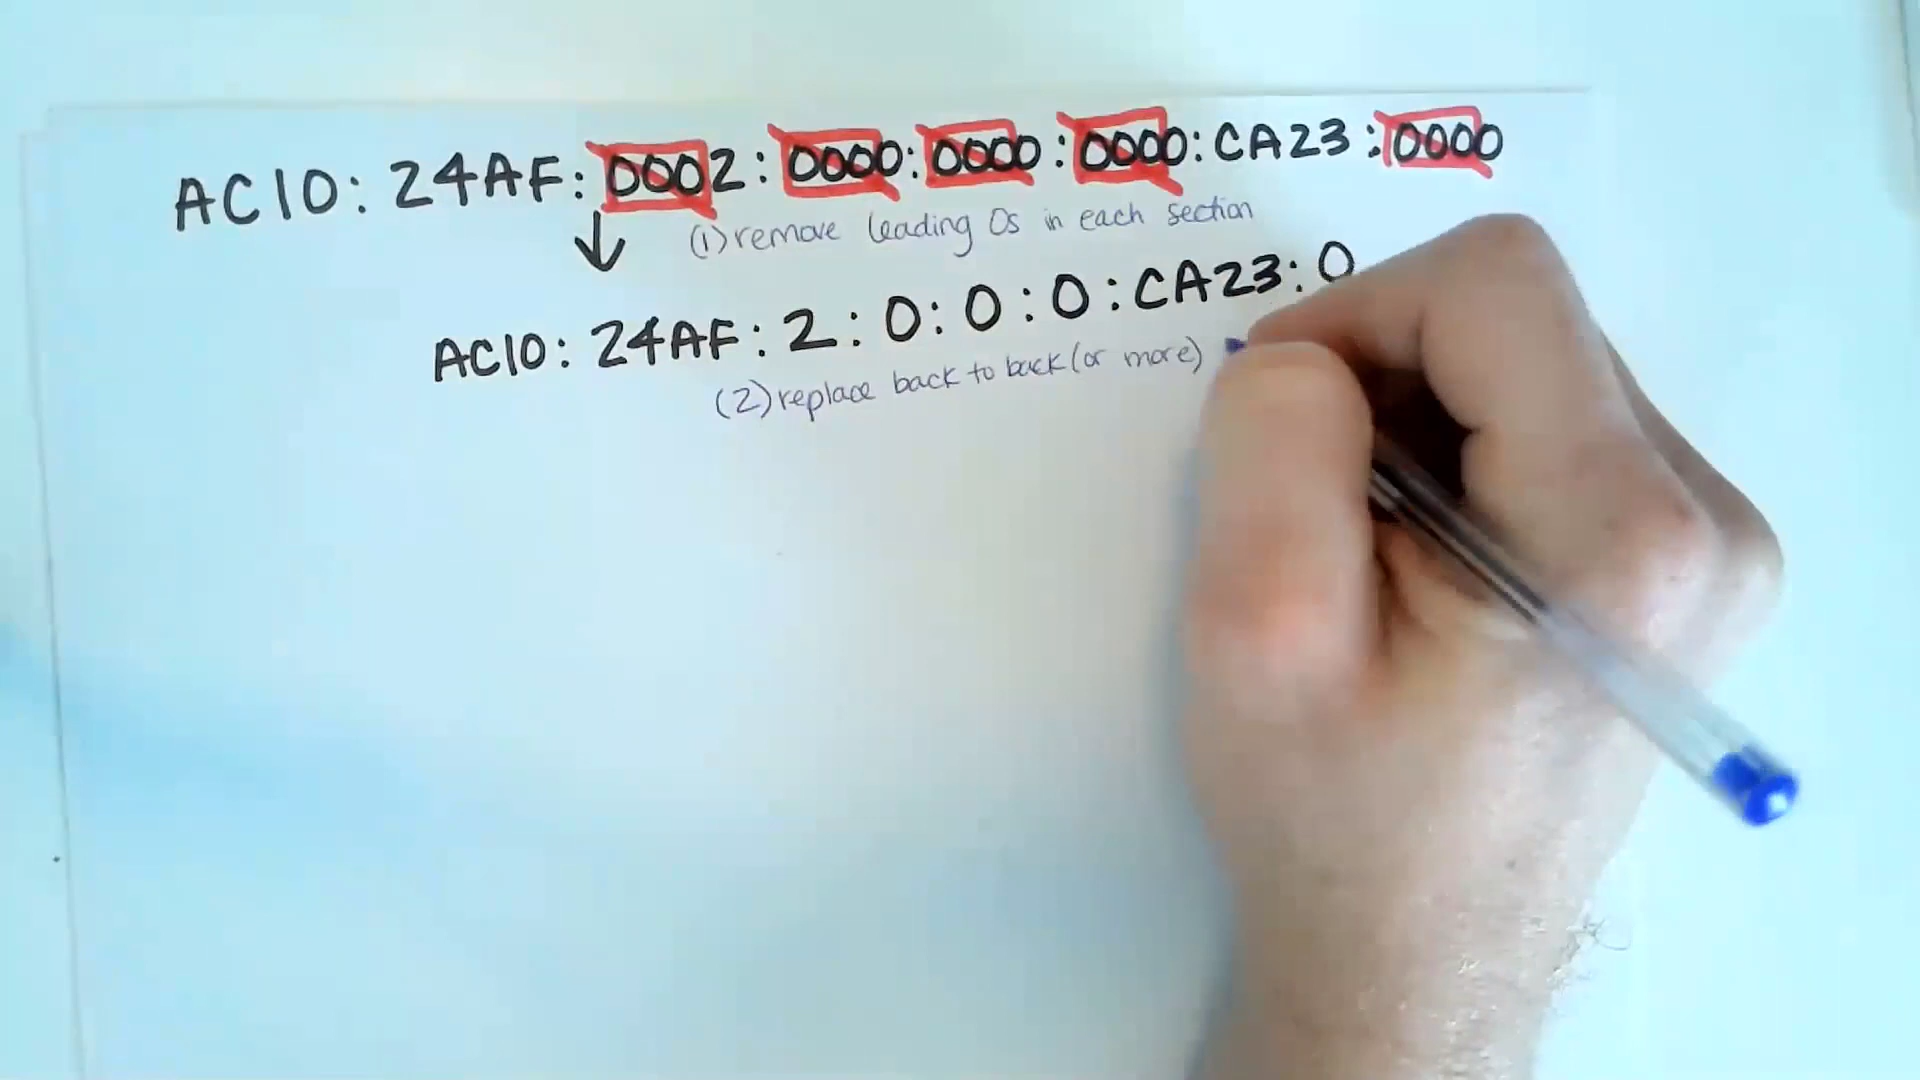 AC10:24AF:0002:0000:0000:0000:CA23:0000
(1) remove leading 0s in each section
AC10:24AF:2:0:0:0:CA23:0
(2) replace back to back (or more)